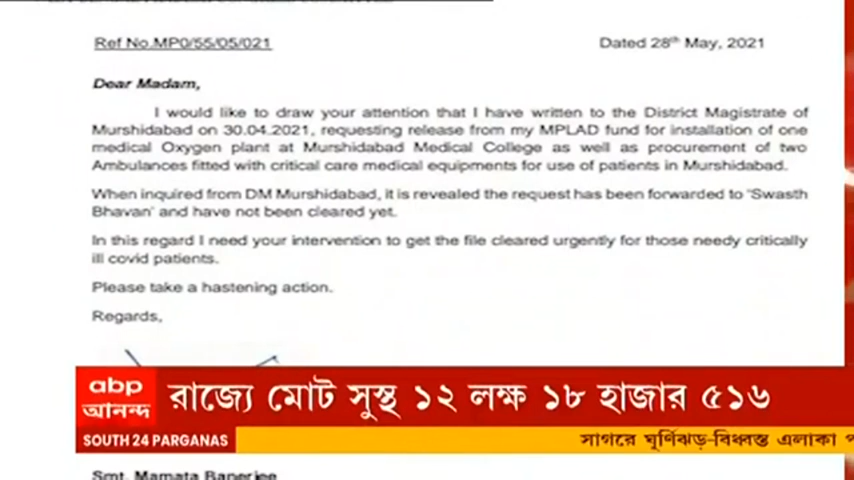 Ref No.MP0/55/05/021 Dated 28th May, 2021
Dear Madam,
I would like to draw your attention that I have written to the District Magistrate of
Murshidabad on 30.04.2021, requesting release from my MPLAD fund for installation of one
medical Oxygen plant at Murshidabad Medical College as well as procurement of two
Ambulances fitted with critical care medical equipments for use of patients in Murshidabad.
When inquired from DM Murshidabad, it is revealed the request has been forwarded to 'Swasth
Bhavan' and have not been cleared yet.
In this regard I need your intervention to get the file cleared urgently for those needy critically
ill covid patients.
Please take a hastening action.
Regards,
abp
আনন্দ
রাজ্যে মোট সুস্থ ১২ লক্ষ ১৮ হাজার ৫১৬
SOUTH 24 PARGANAS
সাগরে ঘূর্ণিঝড়-বিধ্বস্ত এলাকা
Smt. Mamata Banerjee